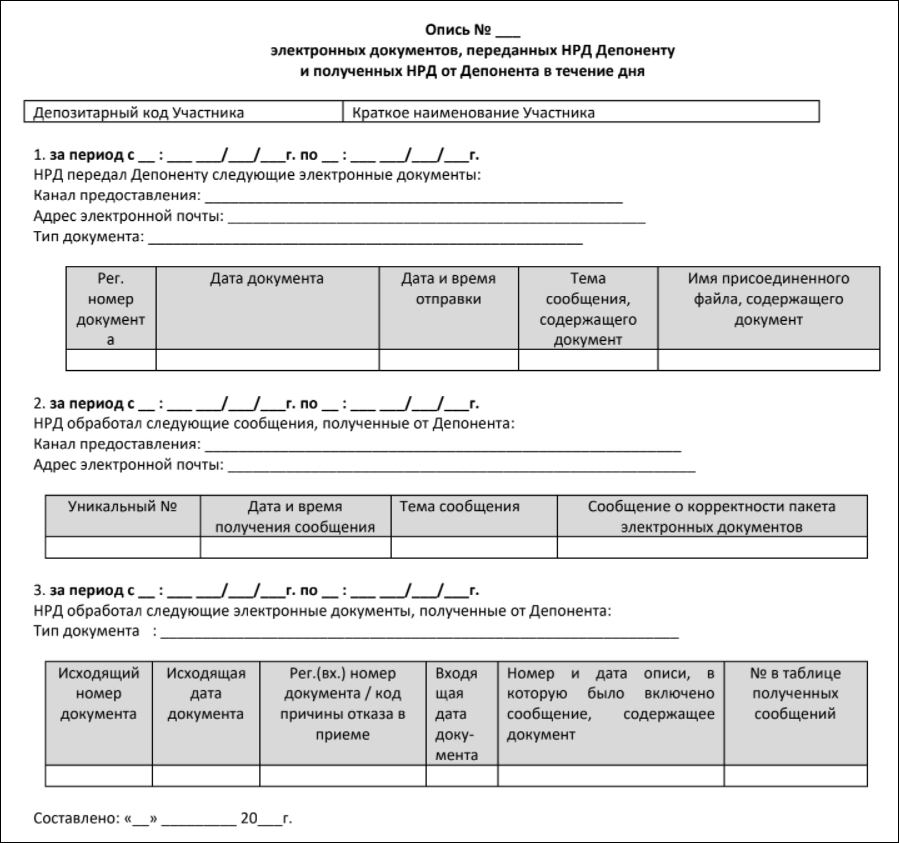 Опись № ___
электронных документов, переданных НРД Депоненту
и полученных НРД от Депонента в течение дня
Депозитарный код Участника Краткое наименование Участника
1. за период с __ : ___ ___/___/___г. по __ : ___ ___/___/___г.
НРД передал Депоненту следующие электронные документы:
Канал предоставления: ___________________________________________________
Адрес электронной почты: ___________________________________________________
Тип документа: _____________________________________________________
Рег. номер документа Дата документа Дата и время отправки Тема сообщения, содержащего документ Имя присоединенного файла, содержащего документ
2. за период с __ : ___ ___/___/___г. по __ : ___ ___/___/___г.
НРД обработал следующие сообщения, полученные от Депонента:
Канал предоставления: __________________________________________________________
Адрес электронной почты: _________________________________________________________
Уникальный № Дата и время получения сообщения Тема сообщения Сообщение о корректности пакета электронных документов
3. за период с __ : ___ ___/___/___г. по __ : ___ ___/___/___г.
НРД обработал следующие электронные документы, полученные от Депонента:
Тип документа : _______________________________________________________________
Исходящий номер документа Исходящая дата документа Рег.(вх.) номер документа / код причины отказа в приеме Входящая дата доку-мента Номер и дата описи, в которую было включено сообщение, содержащее документ № в таблице полученных сообщений
Составлено: «__» _________ 20___г.